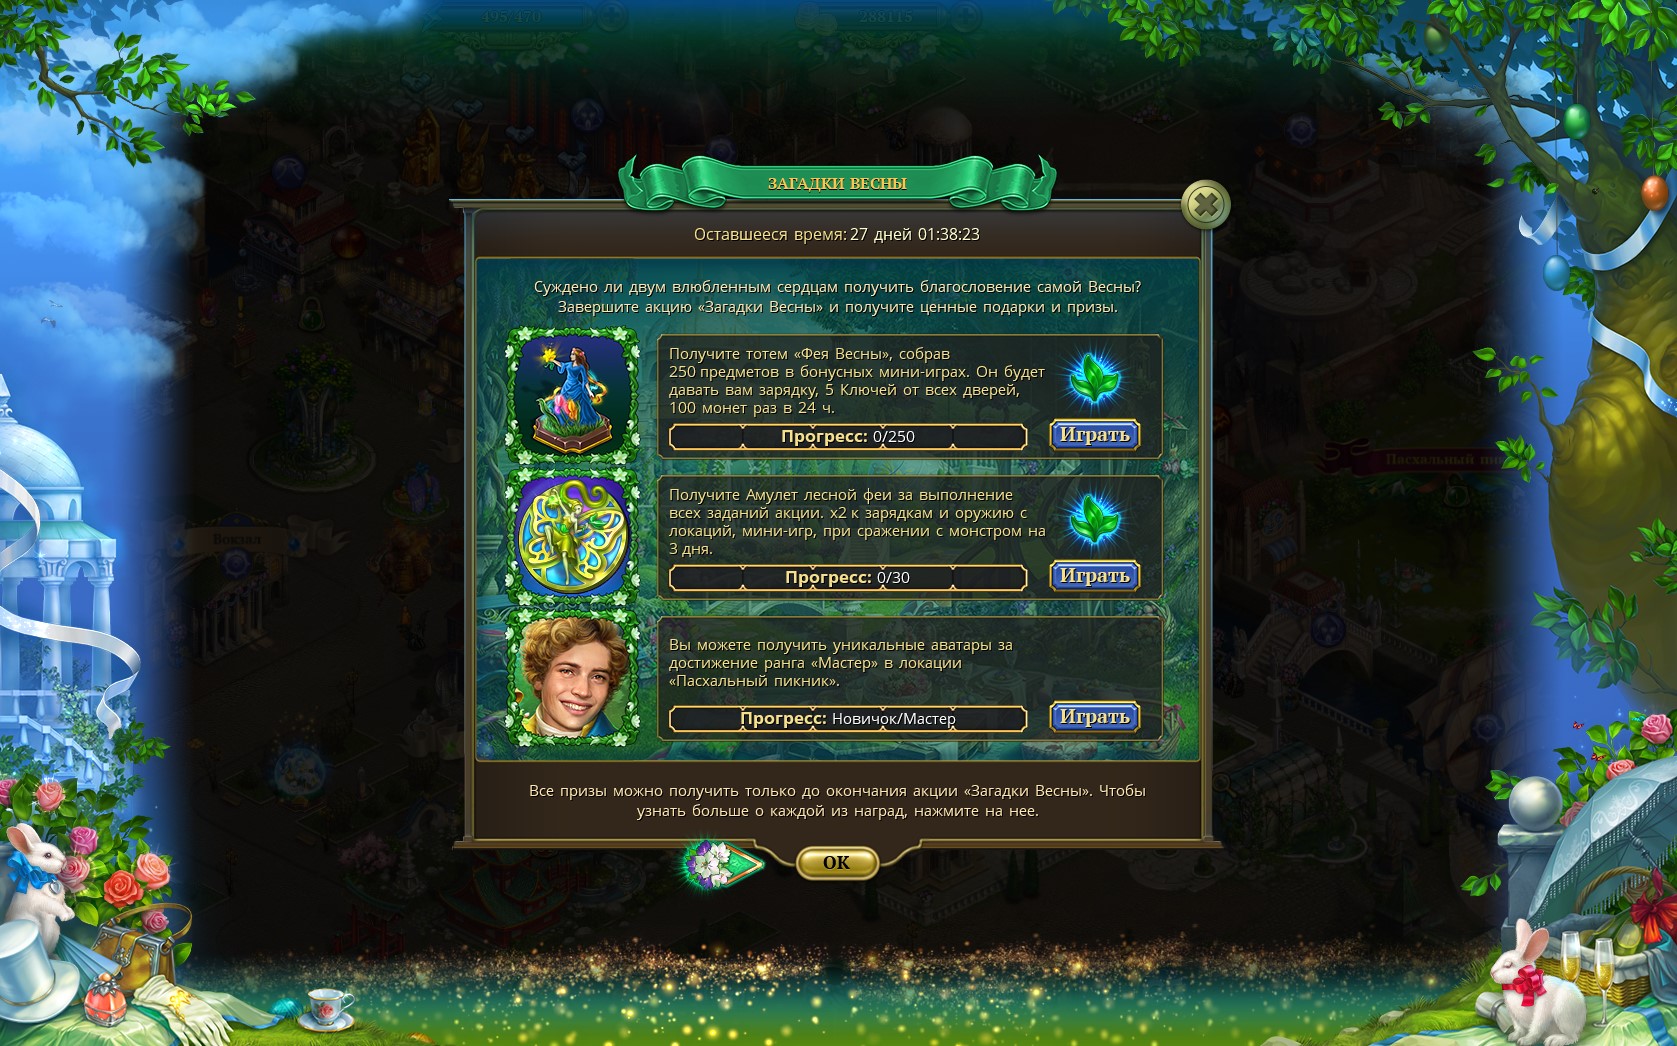 495/470
288115
ЗАГАДКИ ВЕСНЫ
Оставшееся время: 27 дней 01:38:23
Суждено ли двум влюбленным сердцам получить благословение самой Весны?
Завершите акцию «Загадки Весны» и получите ценные подарки и призы.
Получите тотем «Фея Весны», собрав
250 предметов в бонусных мини-играх. Он будет
давать вам зарядку, 5 Ключей от всех дверей,
100 монет раз в 24 ч.
Прогресс: 0/250
Играть
Получите Амулет лесной феи за выполнение
всех заданий акции. x2 к зарядкам и оружию с
локаций, мини-игр, при сражении с монстром на
3 дня.
Прогресс: 0/30
Играть
Вы можете получить уникальные аватары за
достижение ранга «Мастер» в локации
«Пасхальный пикник».
Прогресс: Новичок/Мастер
Играть
Все призы можно получить только до окончания акции «Загадки Весны». Чтобы
узнать больше о каждой из наград, нажмите на нее.
ОК
Вокзал
Пасхальный